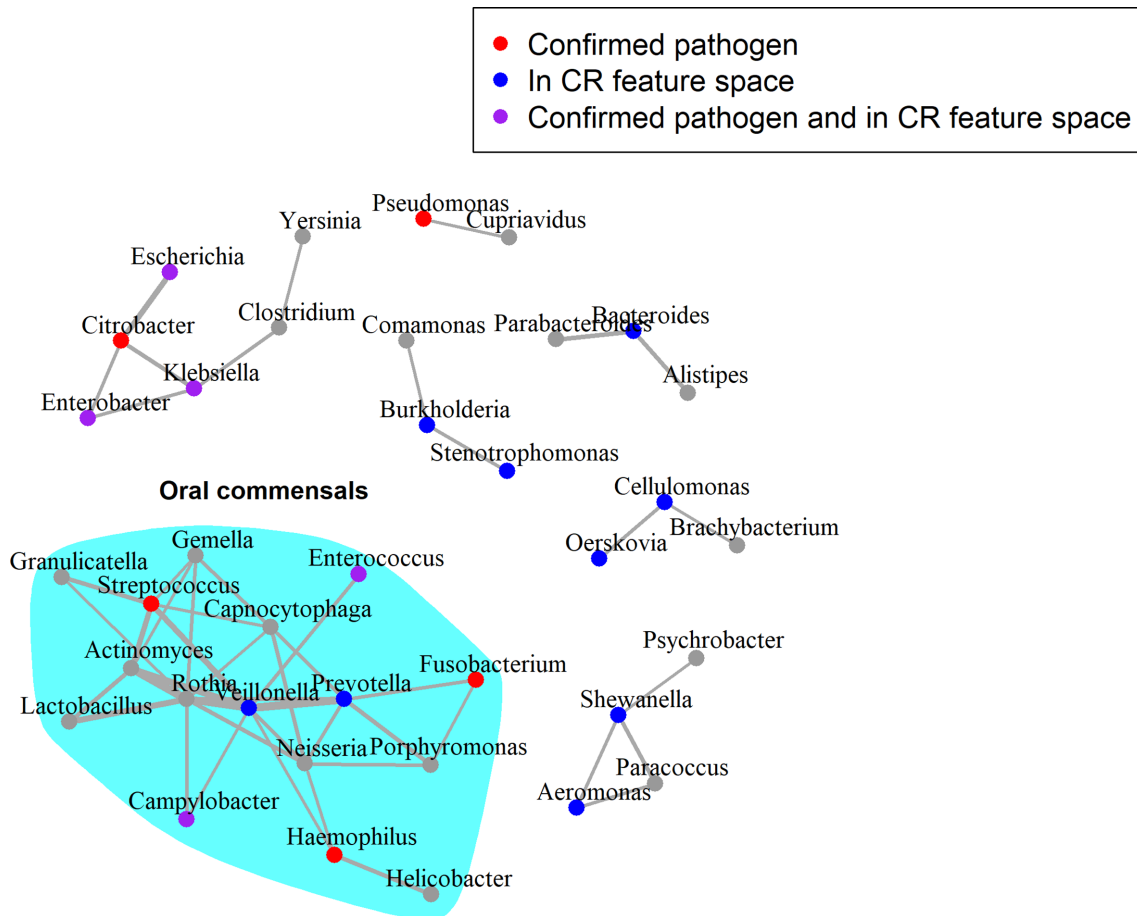 Confirmed pathogen
In CR feature space
Confirmed pathogen and in CR feature space
Pseudomonas
Cupriavidus
Yersinia
Escherichia
Clostridium
Citrobacter
Comamonas
Parabacteroides
Bacteroides
Klebsiella
Alistipes
Enterobacter
Burkholderia
Stenotrophomonas
Oral commensals
Cellulomonas
Brachybacterium
Oerskovia
Gemella
Granulicatella
Enterococcus
Streptococcus
Capnocytophaga
Psychrobacter
Actinomyces
Fusobacterium
Rothia
Veillonella
Prevotella
Lactobacillus
Shewanella
Neisseria
Porphyromonas
Paracoccus
Aeromonas
Campylobacter
Haemophilus
Helicobacter